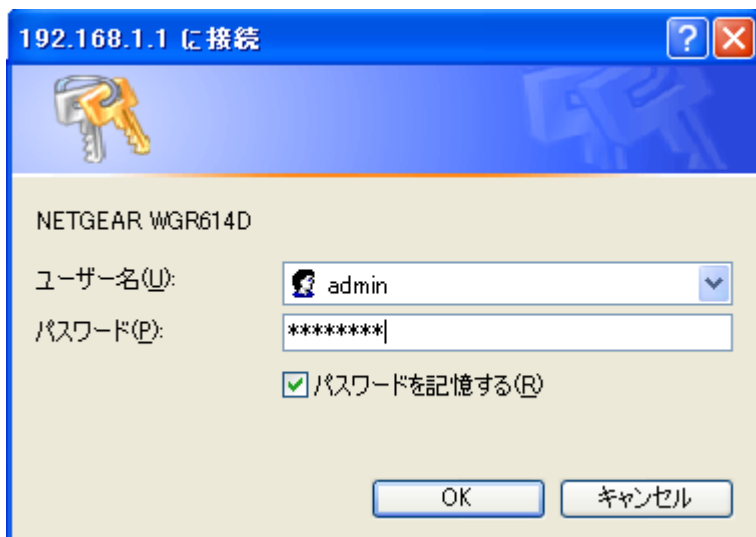 192.168.1.1 に接続
NETGEAR WGR614D
ユーザー名(U):
admin
パスワード(P):
********
パスワードを記憶する(R)
OK
キャンセル